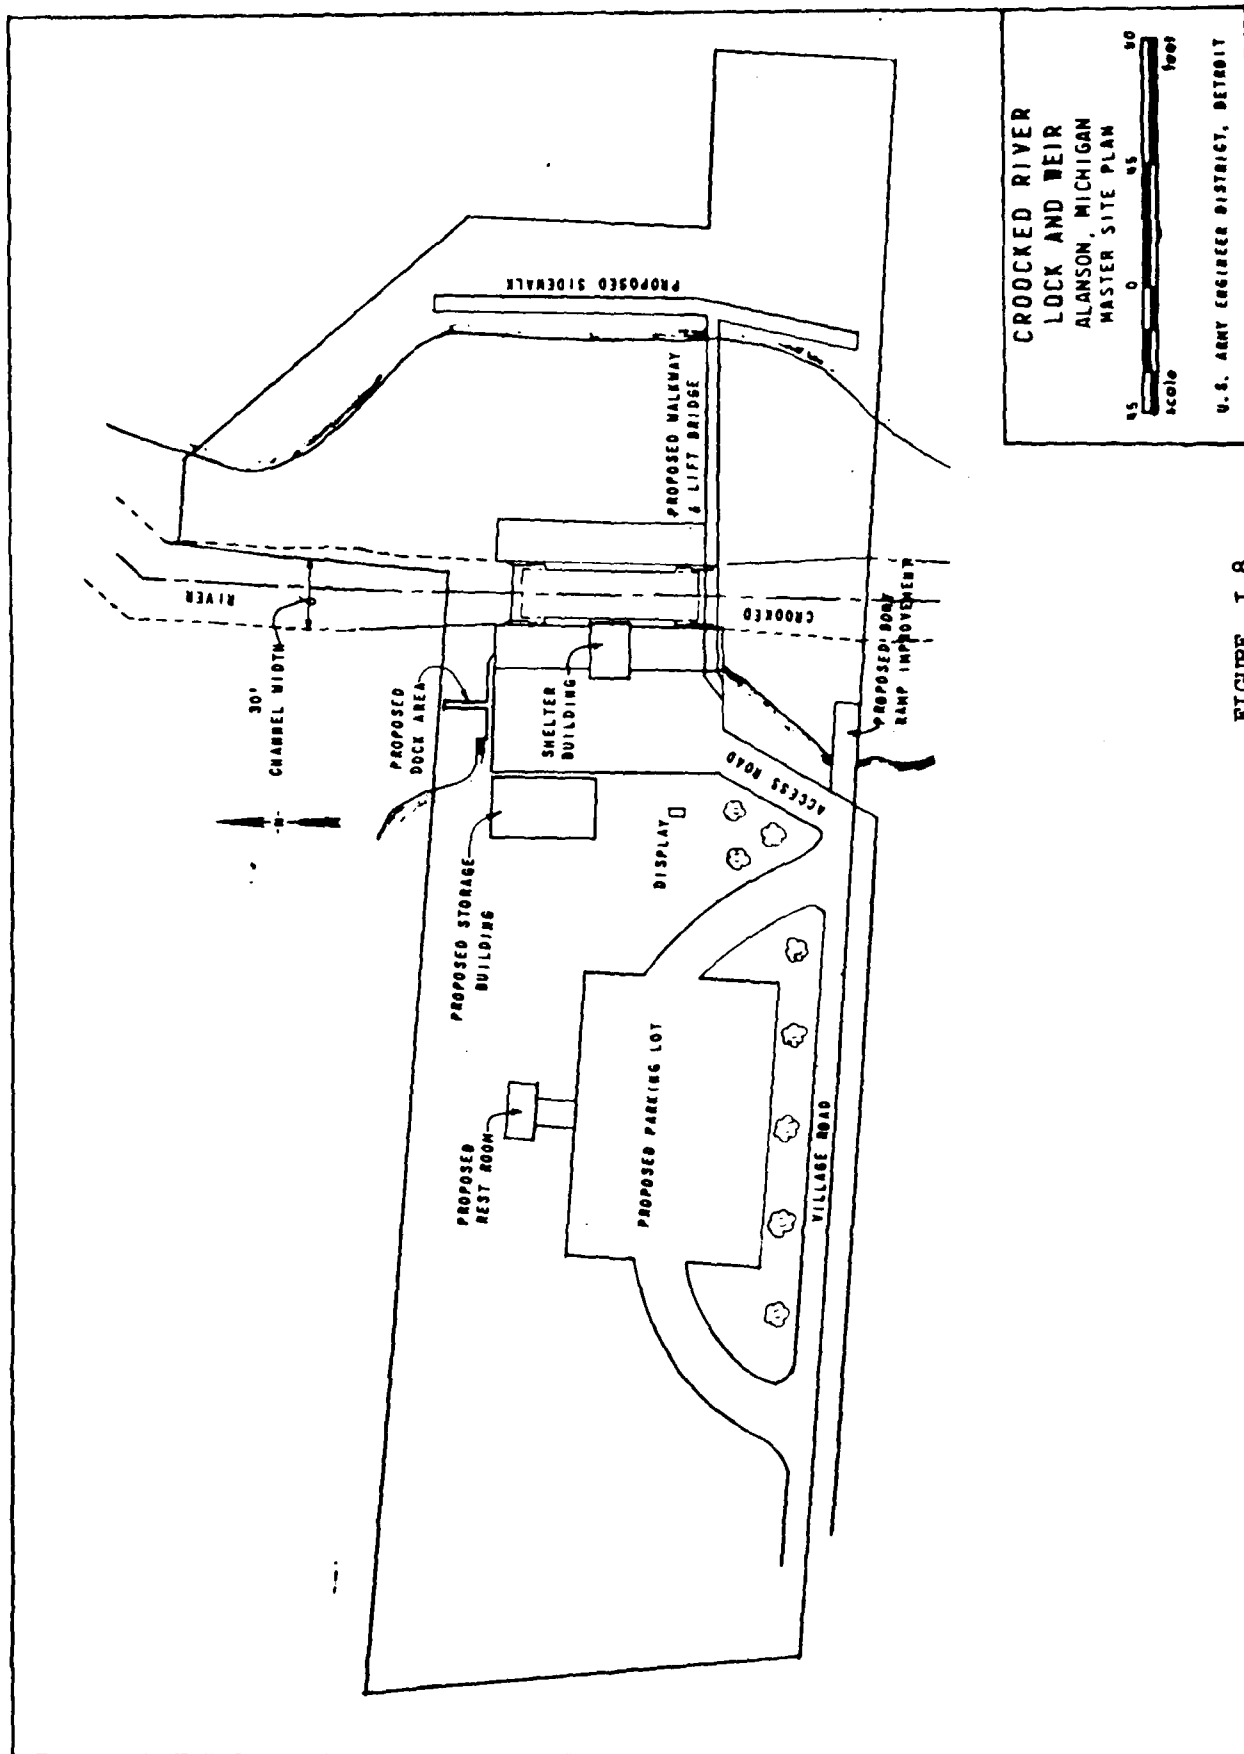 RIVER
30'
CHANNEL WIDTH
-N-
PROPOSED
DOCK AREA
PROPOSED STORAGE
BUILDING
PROPOSED
REST ROOM
PROPOSED SIDEWALK
PROPOSED WALKWAY
& LIFT BRIDGE
SHELTER
BUILDING
CROOKED
DISPLAY
ACCESS ROAD
PROPOSED BOAT
RAMP IMPROVEMENT
PROPOSED PARKING LOT
VILLAGE ROAD
CROOCKED RIVER
LOCK AND WEIR
ALANSON, MICHIGAN
MASTER SITE PLAN
45 0 45 90
scale feet
U.S. ARMY ENGINEER DISTRICT, DETROIT